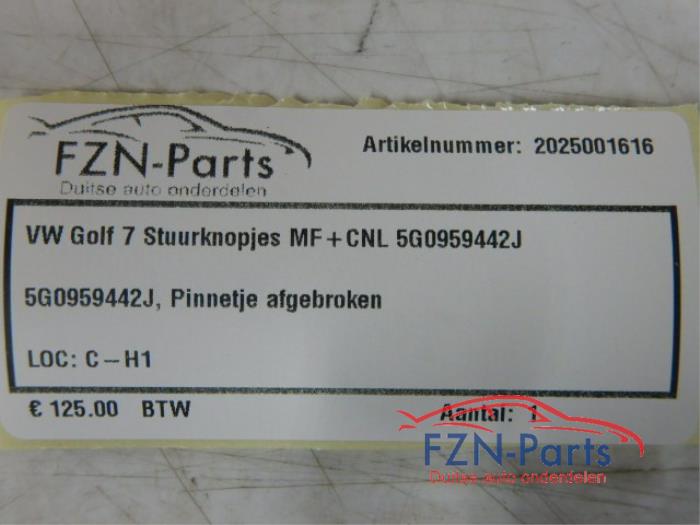 FZN-Parts
Duitse auto onderdelen
Artikelnummer: 2025001616
VW Golf 7 Stuurknopjes MF+CNL 5G0959442J
5G0959442J, Pinnetje afgebroken
LOC: C-H1
€ 125.00 BTW
Aantal: 1
FZN-Parts
Duitse auto onderdelen